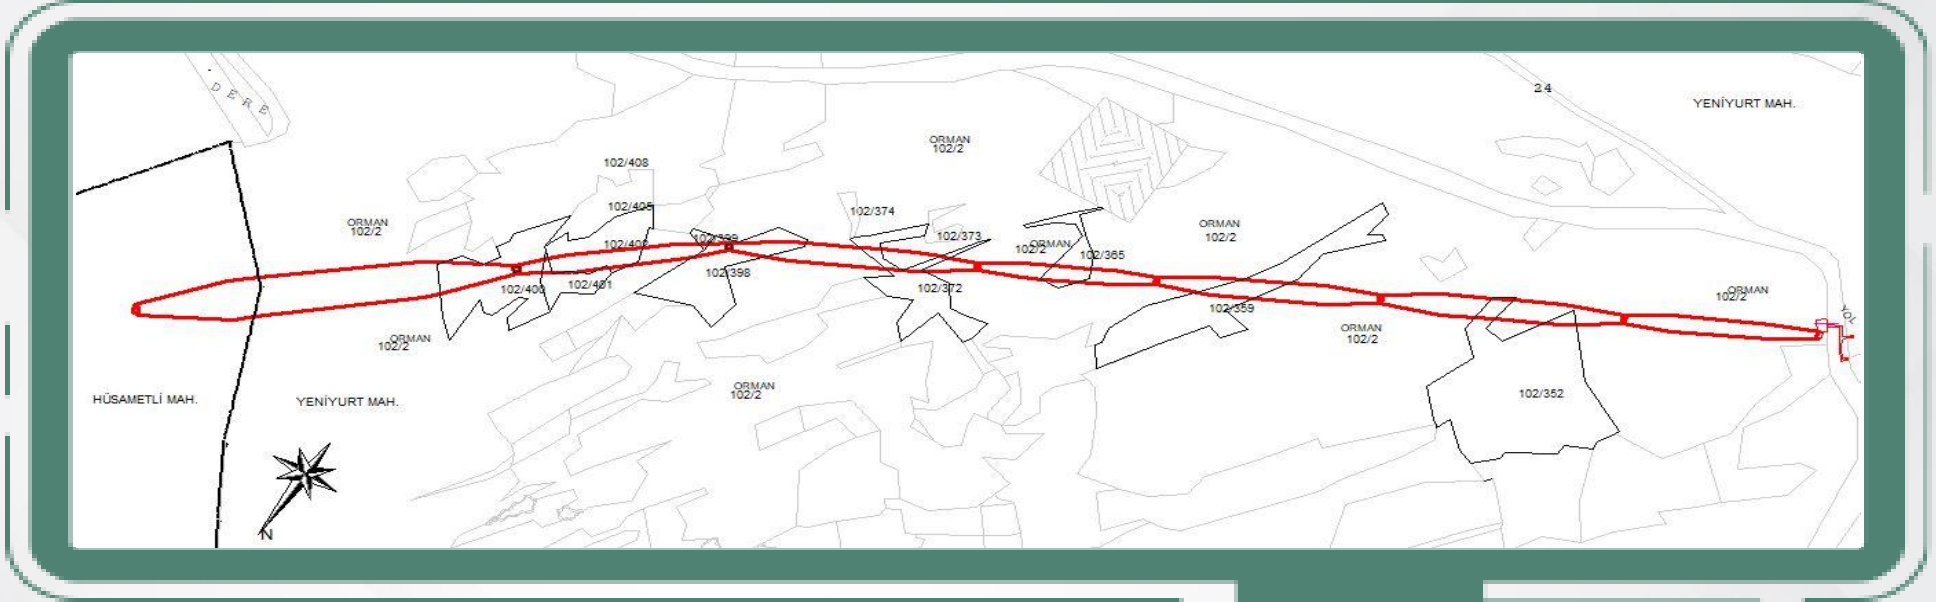 DERE
24
YENİYURT MAH.
ORMAN
102/2
102/408
102/405
102/374
ORMAN
102/2
ORMAN
102/2
102/373
102/399
ORMAN
102/2
102/365
102/398
102/401
102/400
102/372
ORMAN
102/2
YOL
102/359
ORMAN
102/2
ORMAN
102/2
ORMAN
102/2
102/352
HÜSAMETLİ MAH.
YENİYURT MAH.
N